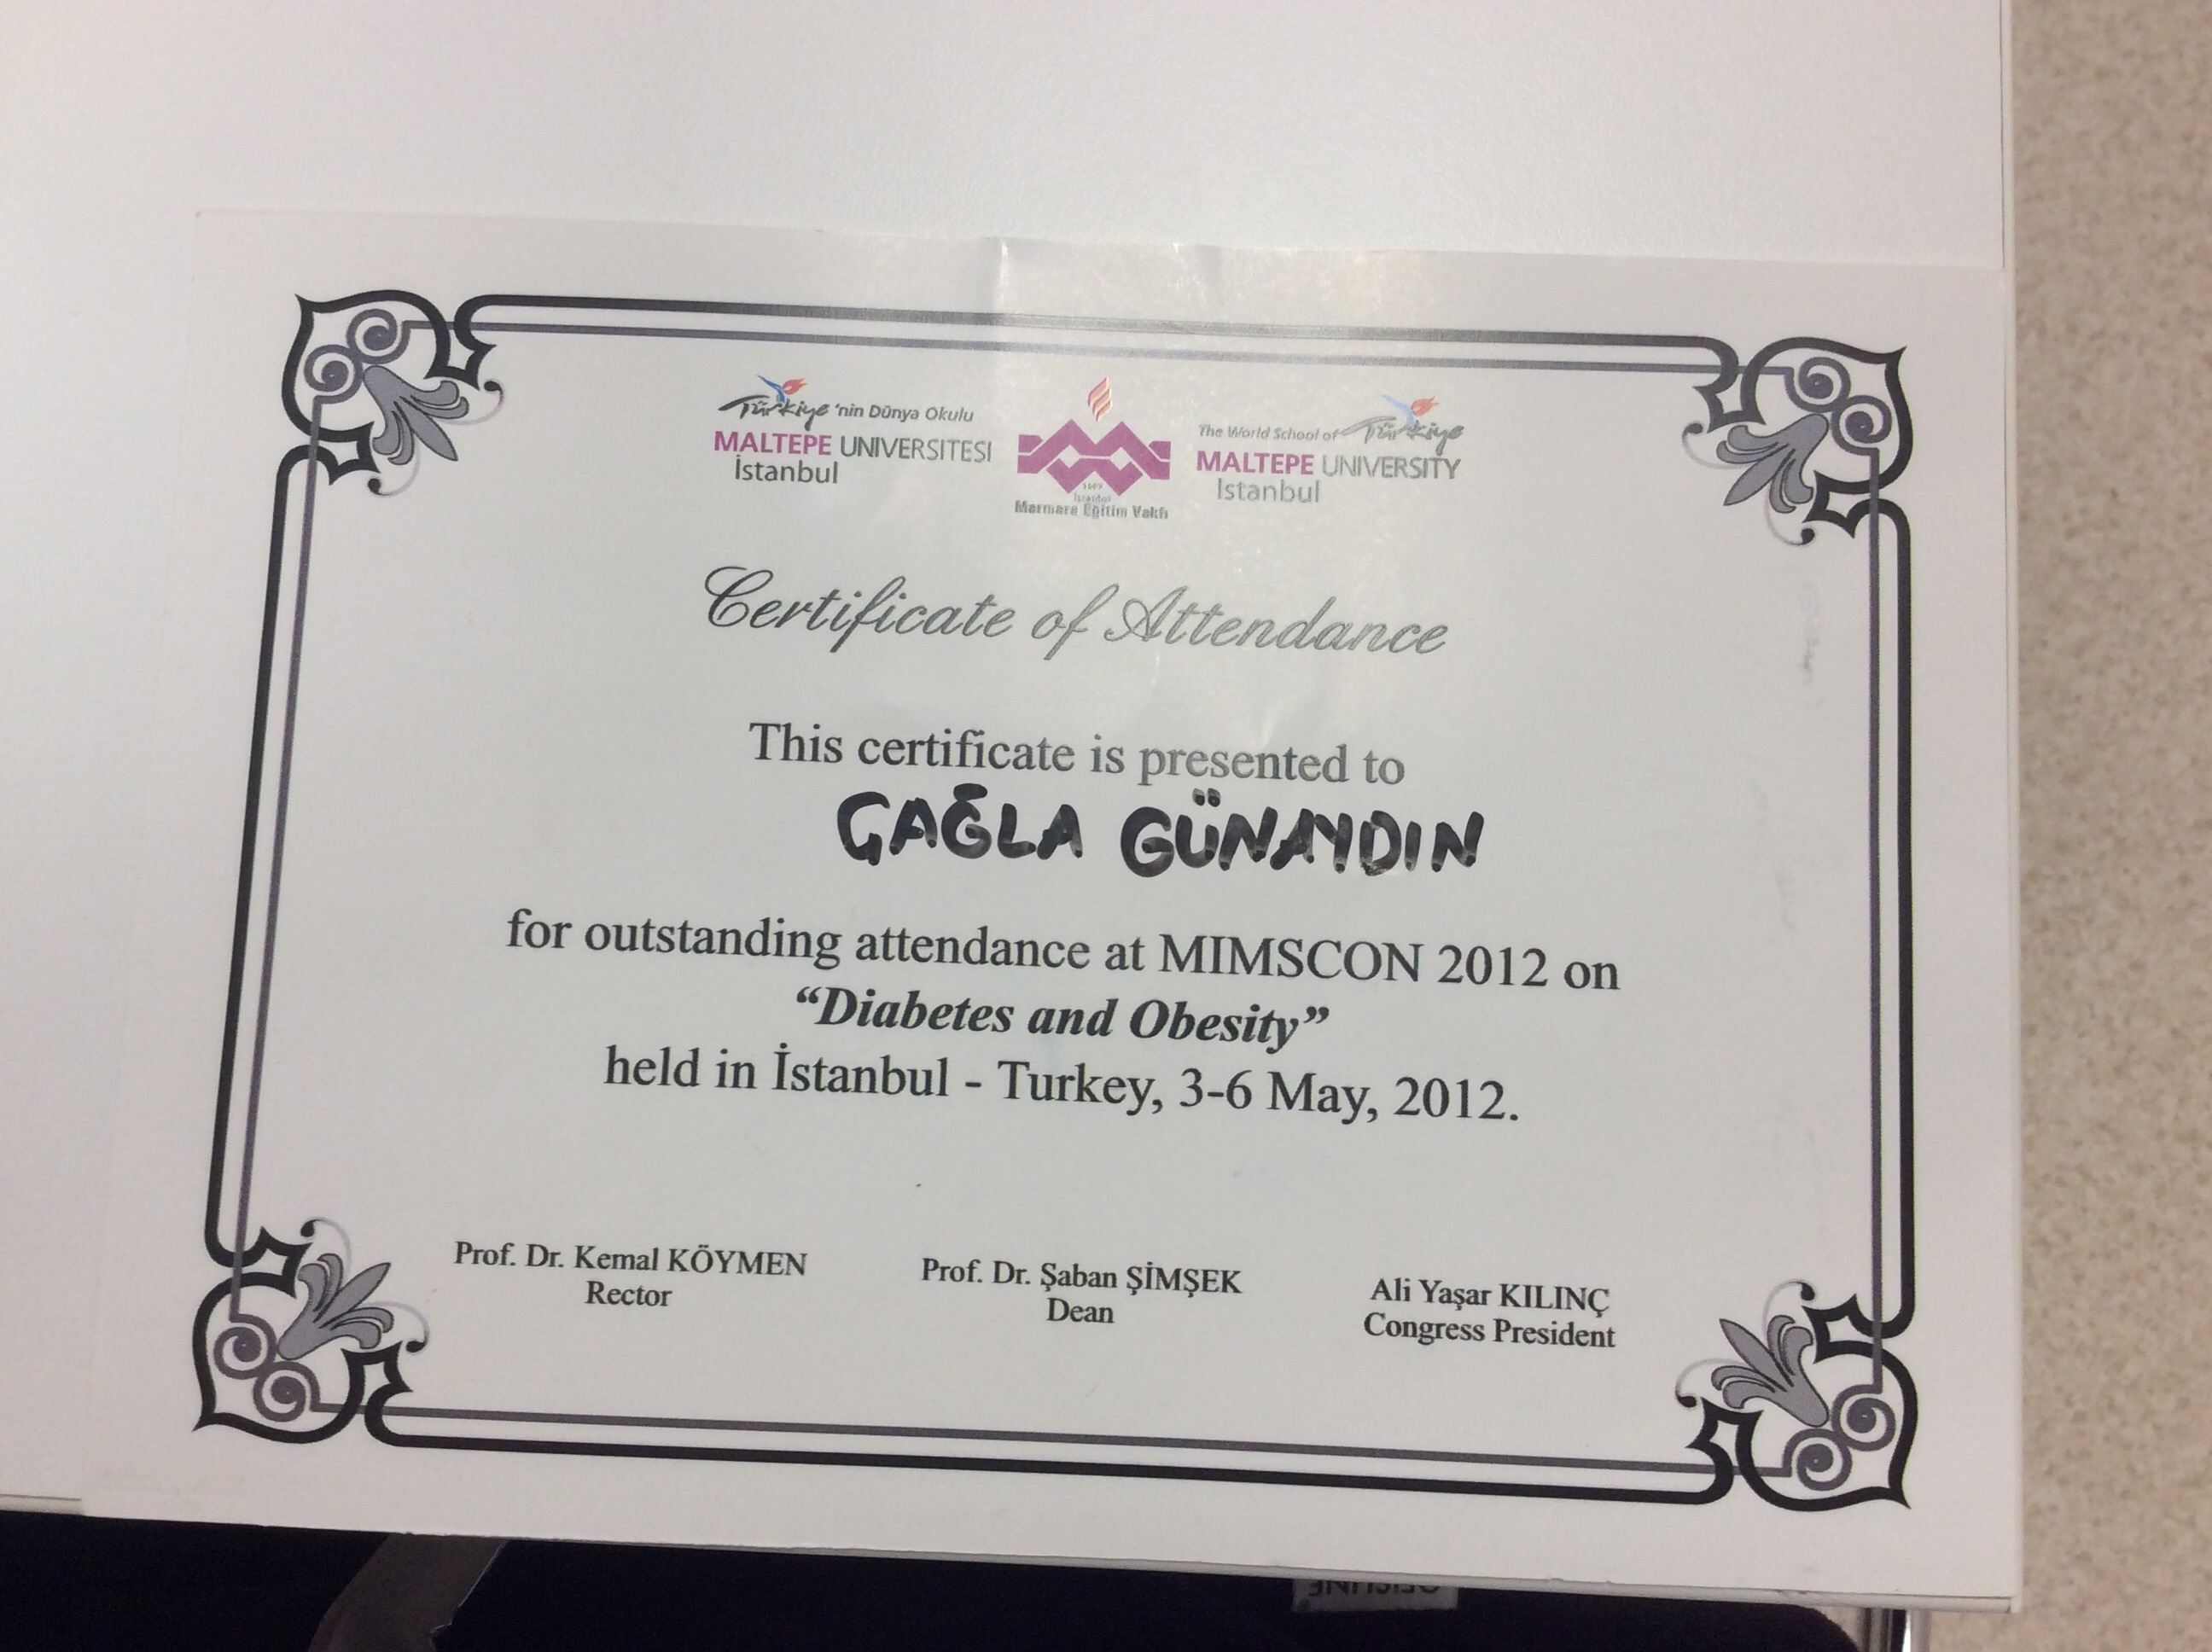 Türkiye'nin Dünya Okulu
MALTEPE UNIVERSITESI
İstanbul
Marmara Eğitim Vakfı
The World School of Türkiye
MALTEPE UNIVERSITY
Istanbul
Certificate of Attendance
This certificate is presented to
ÇAĞLA GÜNAYDIN
for outstanding attendance at MIMSCON 2012 on
“Diabetes and Obesity”
held in İstanbul - Turkey, 3-6 May, 2012.
Prof. Dr. Kemal KÖYMEN
Rector
Prof. Dr. Şaban ŞİMŞEK
Dean
Ali Yaşar KILINÇ
Congress President